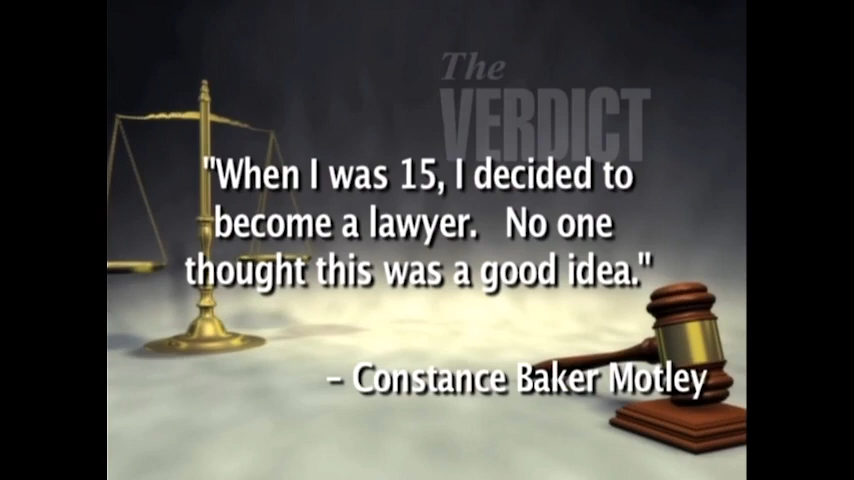 The
VERDICT
"When I was 15, I decided to
become a lawyer.   No one
thought this was a good idea."
– Constance Baker Motley